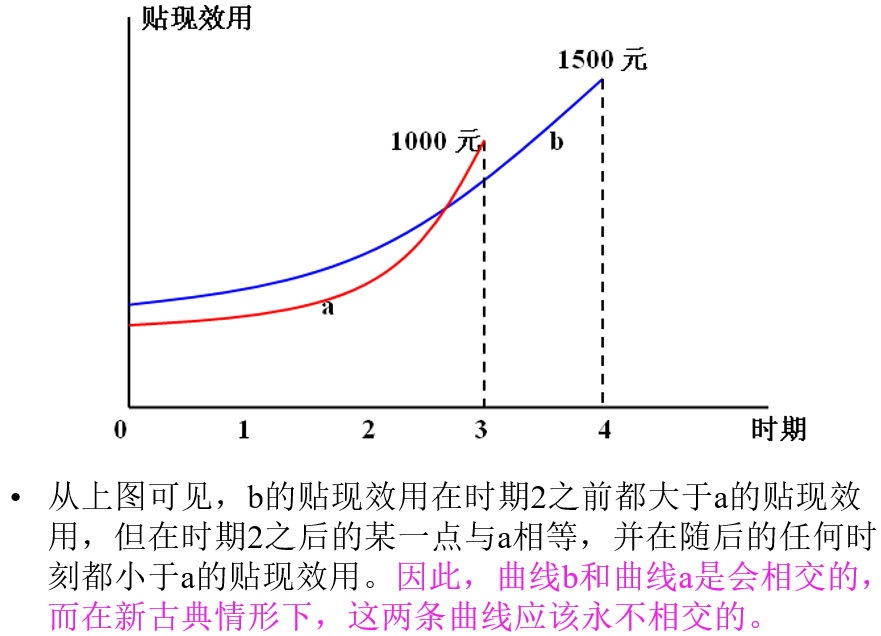 贴现效用
1500 元
1000 元
b
a
0 1 2 3 4 时期
• 从上图可见，b的贴现效用在时期2之前都大于a的贴现效
用，但在时期2之后的某一点与a相等，并在随后的任何时
刻都小于a的贴现效用。因此，曲线b和曲线a是会相交的，
而在新古典情形下，这两条曲线应该永不相交的。